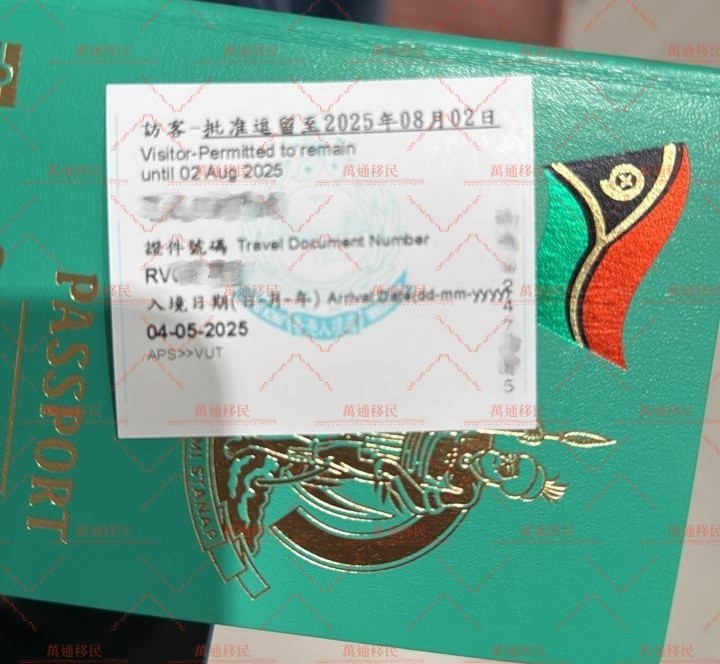 訪客-批准逗留至2025年08月02日
Visitor-Permitted to remain
until 02 Aug 2025
證件號碼 Travel Document Number
RV
入境日期(日-月-年) Arrival Date(dd-mm-yyyy)
04-05-2025
APS>>VUT
247
5
PASSPORT
萬通移民